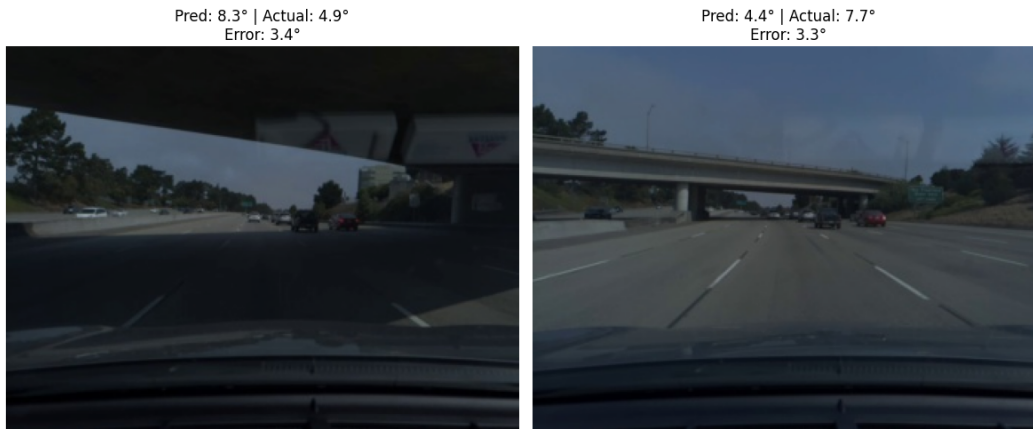 Pred: 8.3° | Actual: 4.9°
Error: 3.4°
Pred: 4.4° | Actual: 7.7°
Error: 3.3°